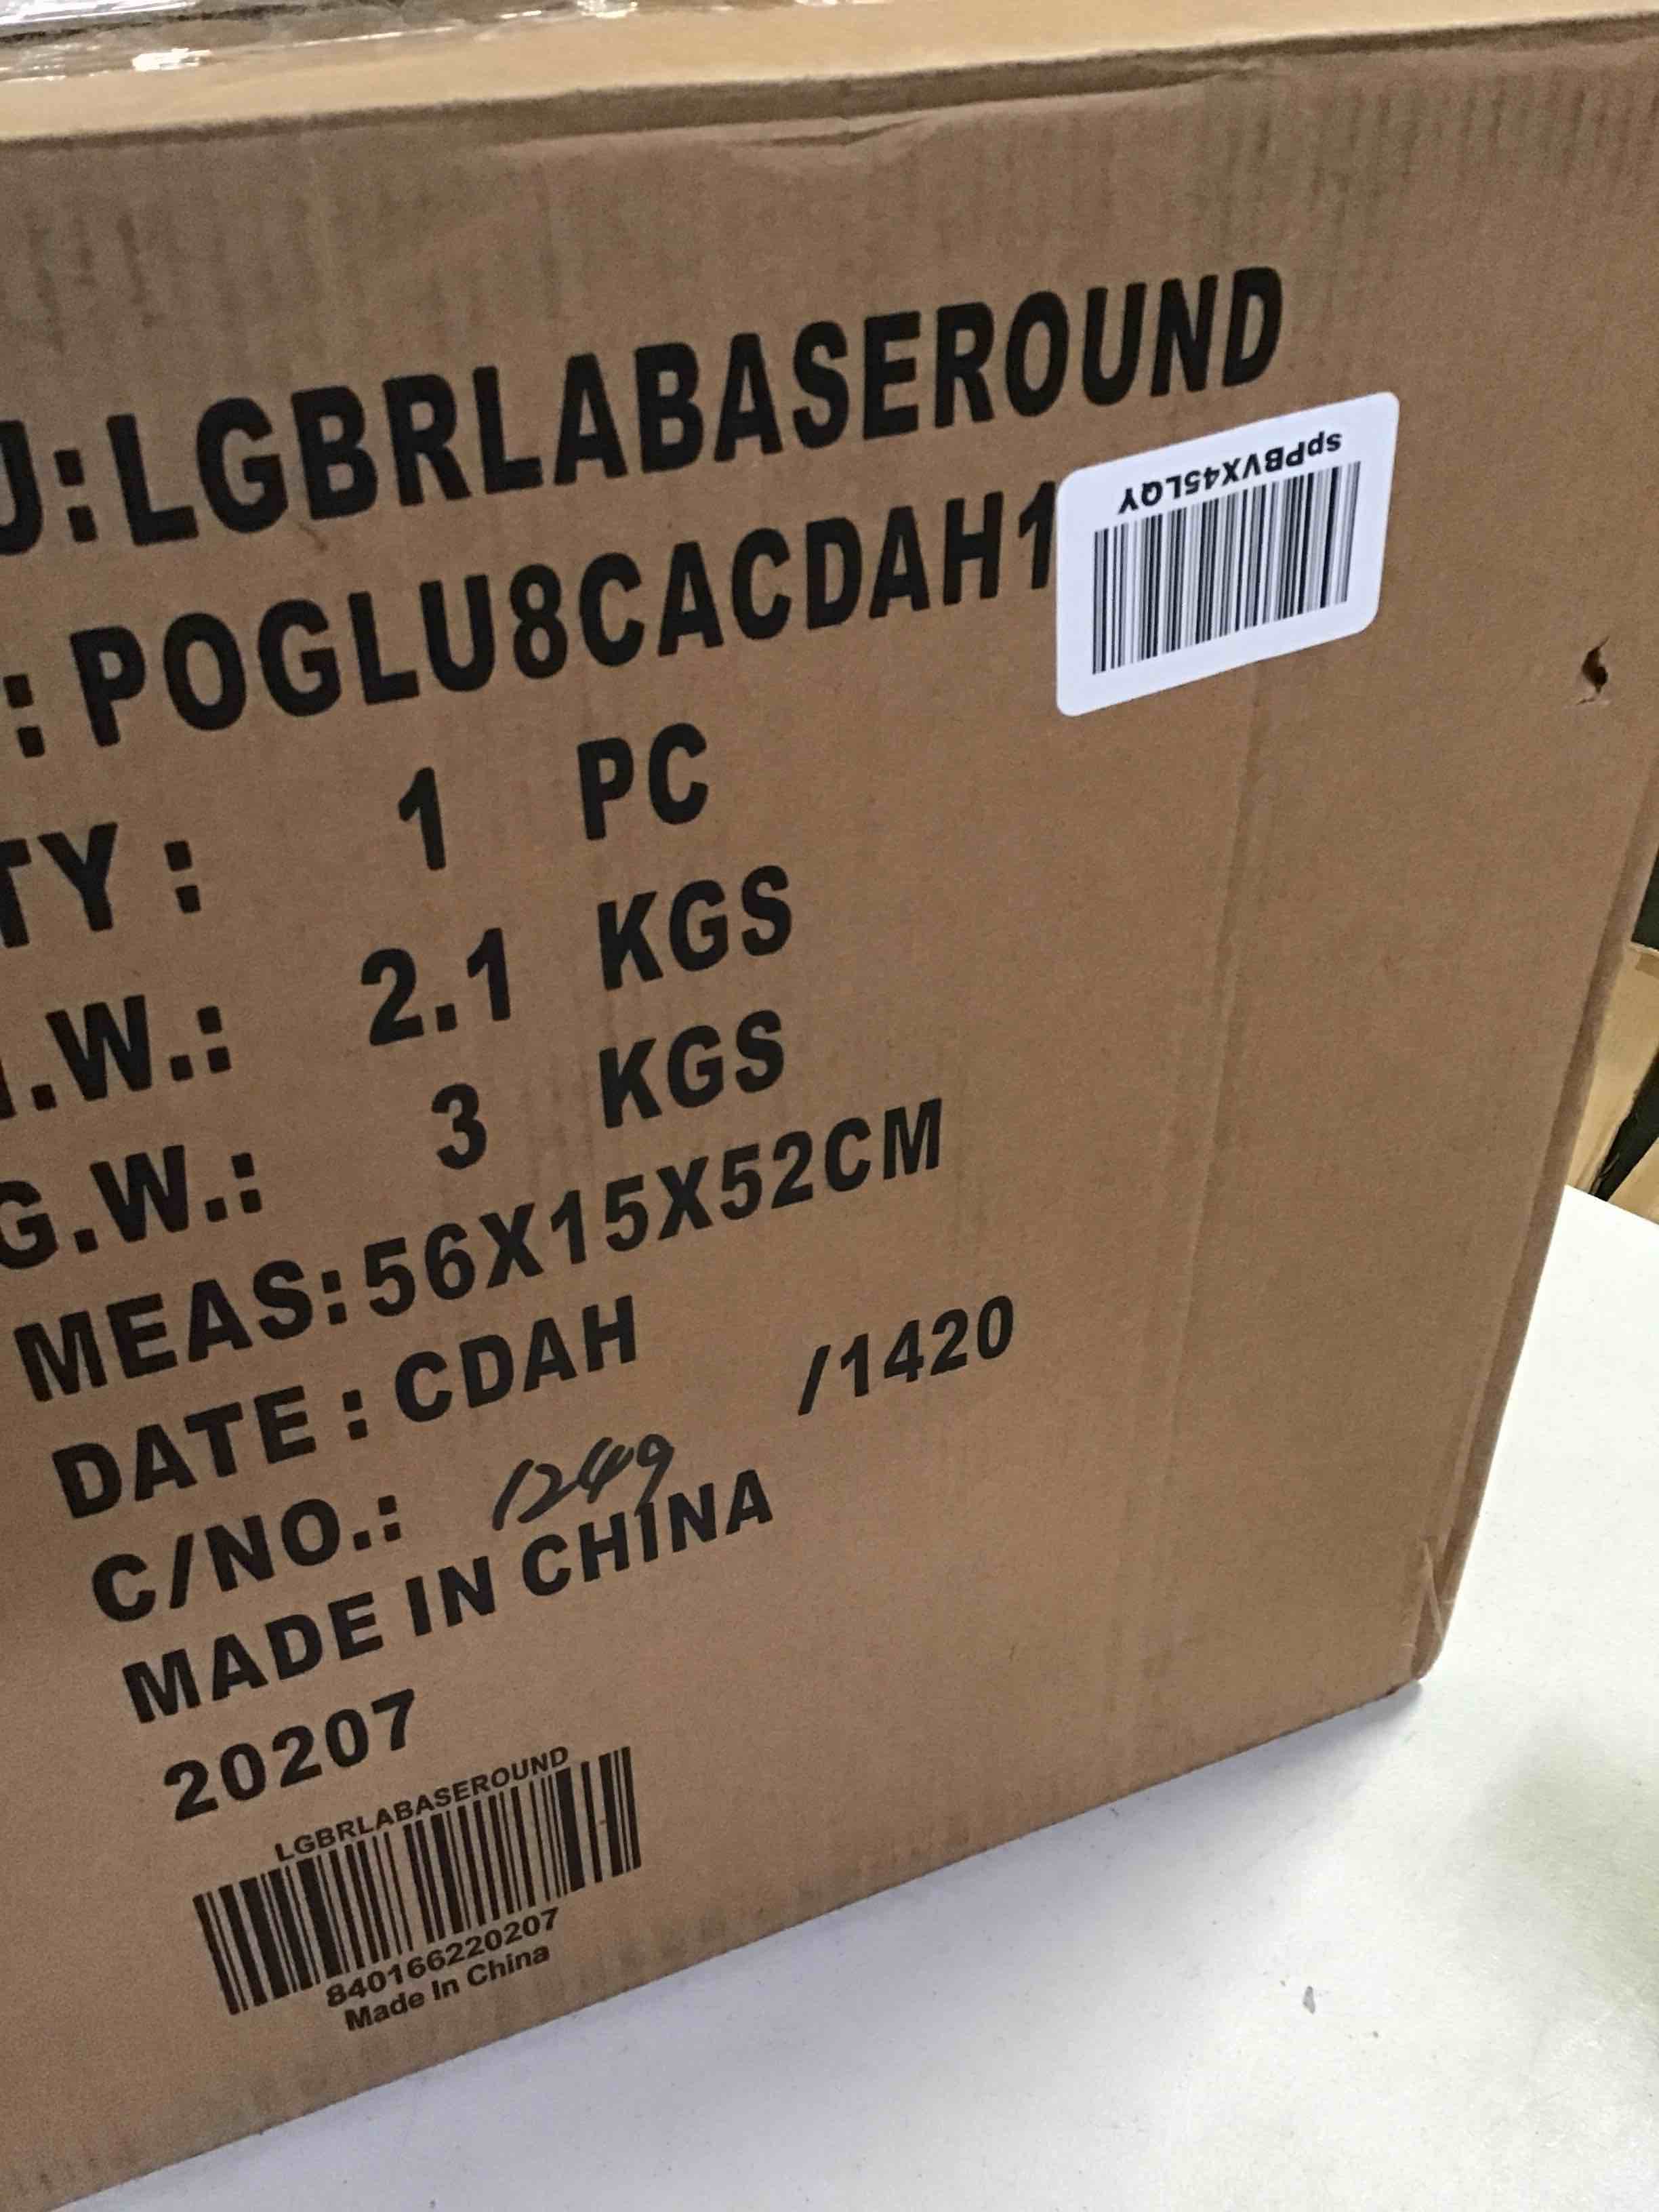 U:LGBRLABASEROUND
: POGLU8CACDAH1
spPBVX45LQY
TY : 1 PC
.W.: 2.1 KGS
G.W.: 3 KGS
MEAS:56X15X52CM
DATE : CDAH
C/NO.: 1249 /1420
MADE IN CHINA
20207
LGBRLABASEROUND
840166220207
Made In China